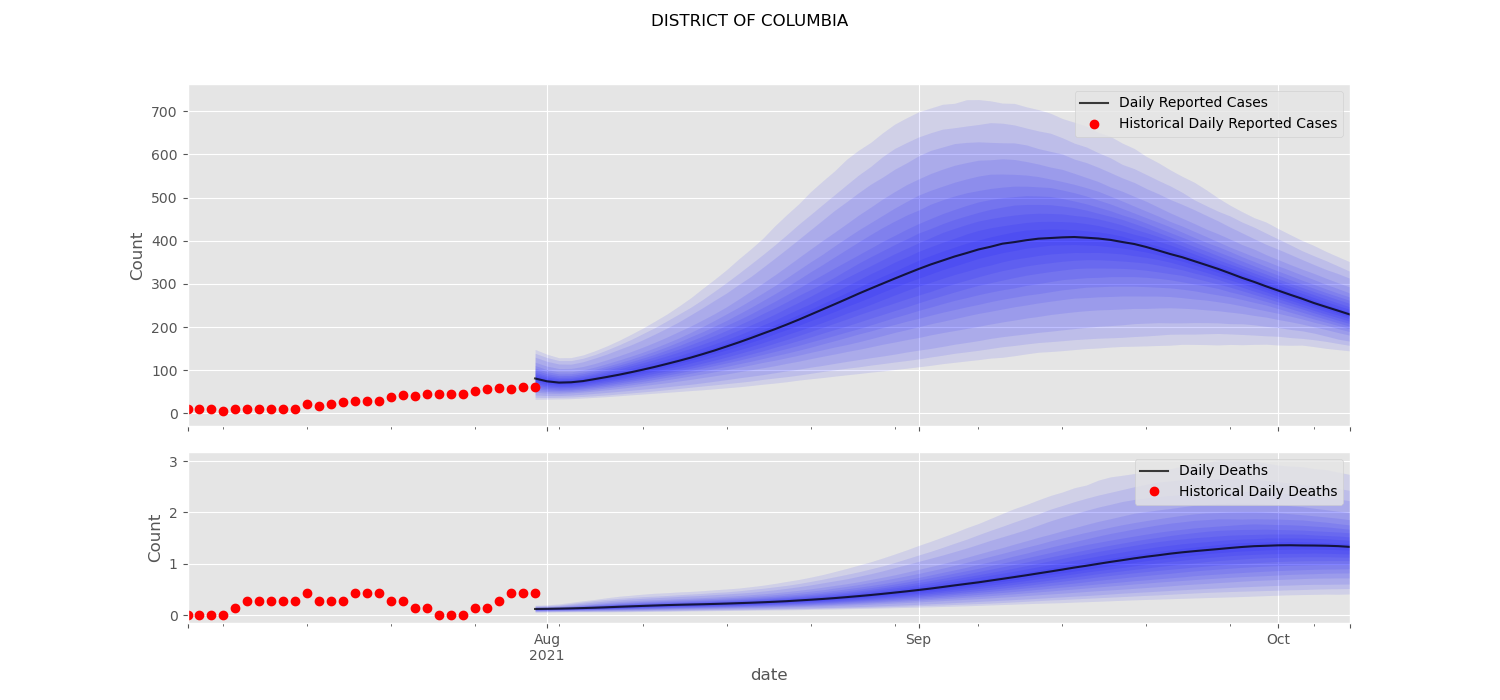 DISTRICT OF COLUMBIA
700
600
500
400
300
200
100
0
Count
Daily Reported Cases
Historical Daily Reported Cases
3
2
1
0
Count
Daily Deaths
Historical Daily Deaths
Aug
2021
Sep
Oct
date